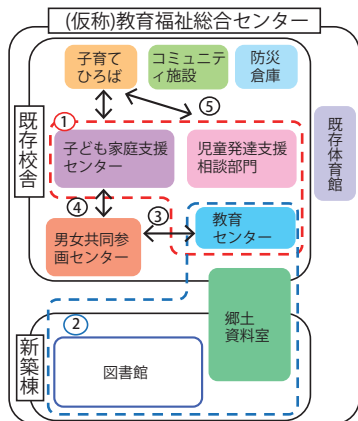 (仮称)教育福祉総合センター
子育て
ひろば
コミュニテ
ィ施設
防災
倉庫
⑤
既存校舎
①
子ども家庭支援
センター
児童発達支援
相談部門
既存体育館
④
③
男女共同参
画センター
教育
センター
郷土
資料室
②
新築棟
図書館